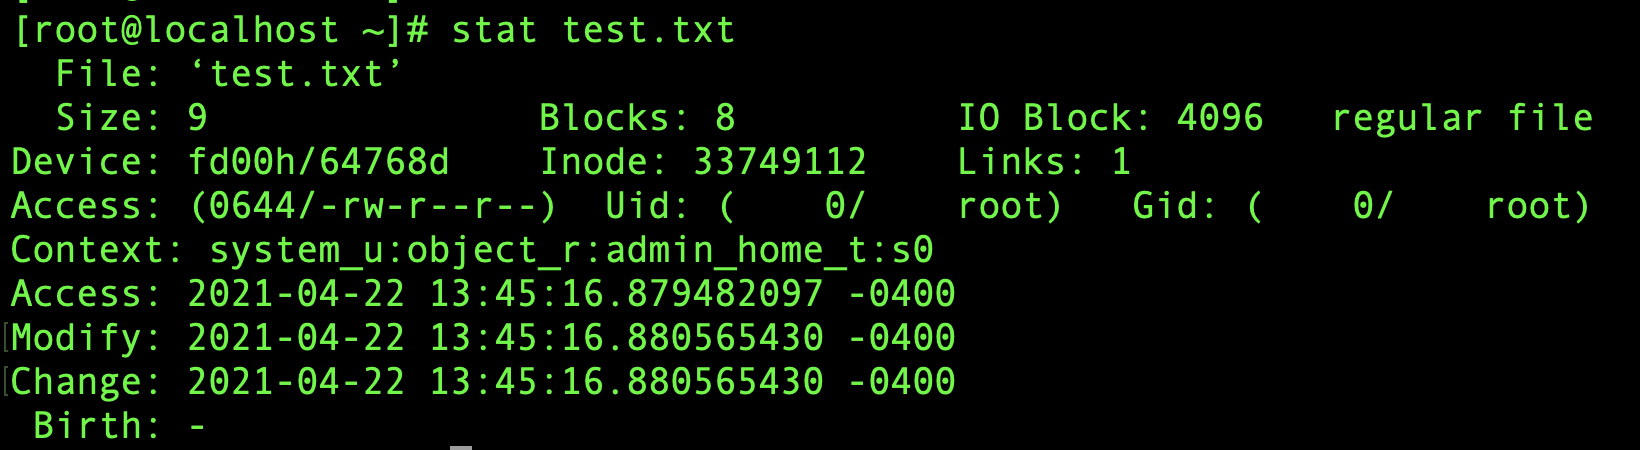 [root@localhost ~]# stat test.txt
  File: ‘test.txt’
  Size: 9               Blocks: 8          IO Block: 4096   regular file
Device: fd00h/64768d    Inode: 33749112    Links: 1
Access: (0644/-rw-r--r--)  Uid: (    0/    root)   Gid: (    0/    root)
Context: system_u:object_r:admin_home_t:s0
Access: 2021-04-22 13:45:16.879482097 -0400
Modify: 2021-04-22 13:45:16.880565430 -0400
Change: 2021-04-22 13:45:16.880565430 -0400
 Birth: -